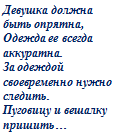 Девушка должна
быть опрятна,
Одежда ее всегда
аккуратна.
За одеждой
своевременно нужно
следить.
Пуговицу и вешалку
пришить…